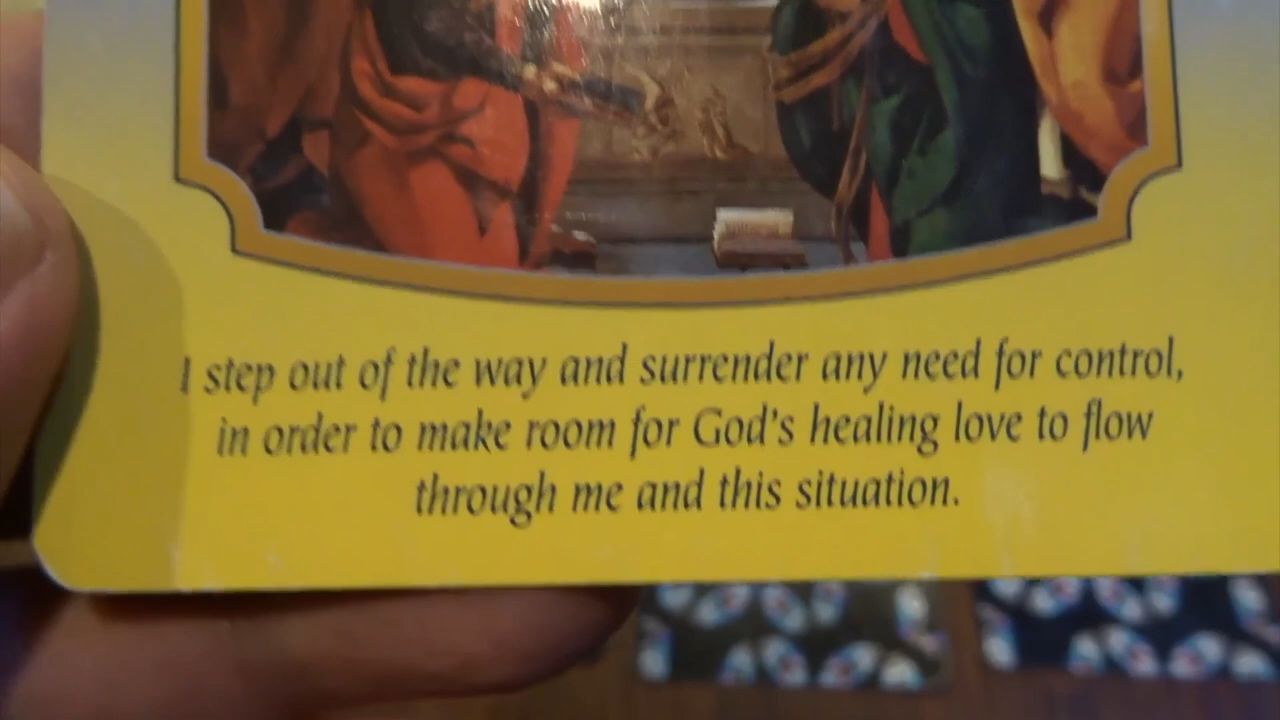 I step out of the way and surrender any need for control,
in order to make room for God's healing love to flow
through me and this situation.